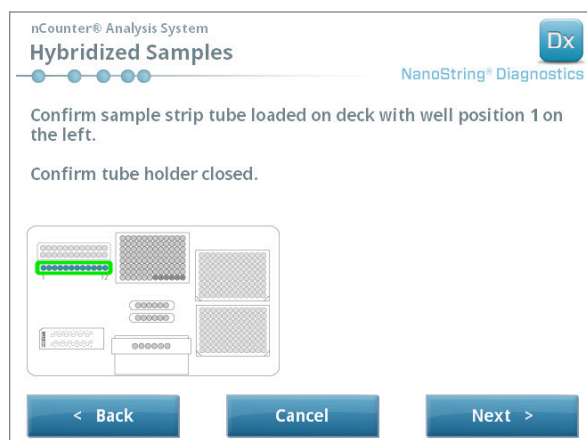 nCounter® Analysis System
Hybridized Samples
Dx
NanoString® Diagnostics
Confirm sample strip tube loaded on deck with well position 1 on
the left.
Confirm tube holder closed.
1 12
< Back
Cancel
Next >